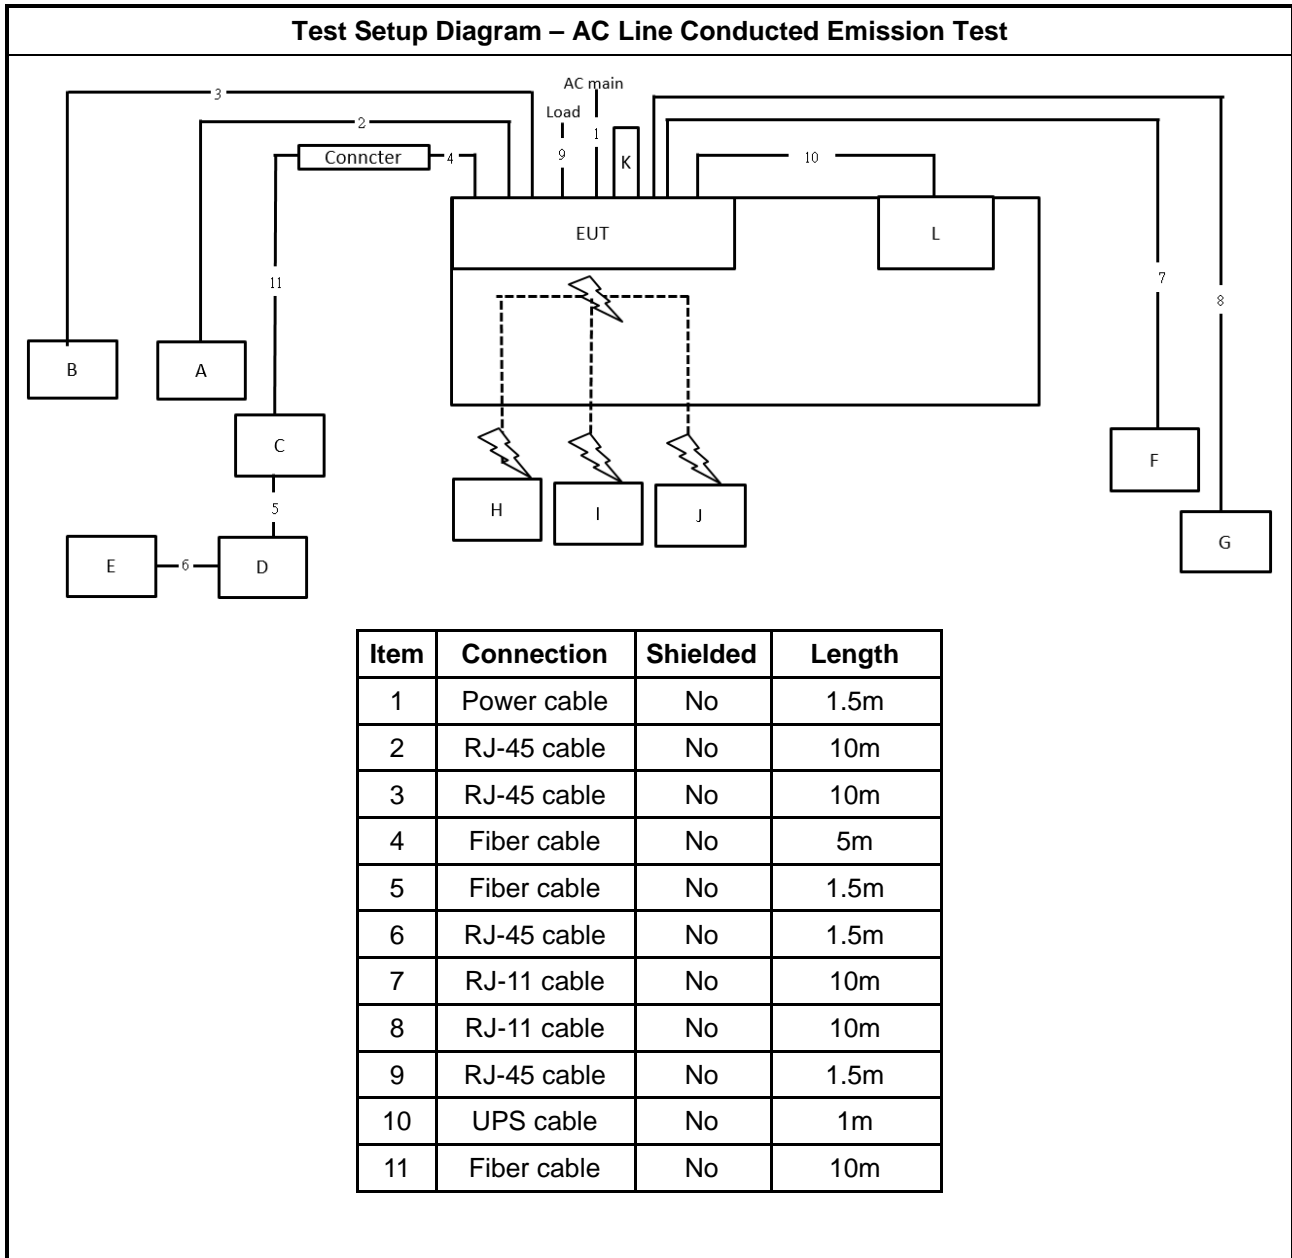 Test Setup Diagram – AC Line Conducted Emission Test
AC main
3
Load
2
1
Conncter
4
9
K
10
EUT
L
11
7
8
B
A
C
F
H
I
J
5
G
E
6
D
Item Connection Shielded Length
1 Power cable No 1.5m
2 RJ-45 cable No 10m
3 RJ-45 cable No 10m
4 Fiber cable No 5m
5 Fiber cable No 1.5m
6 RJ-45 cable No 1.5m
7 RJ-11 cable No 10m
8 RJ-11 cable No 10m
9 RJ-45 cable No 1.5m
10 UPS cable No 1m
11 Fiber cable No 10m